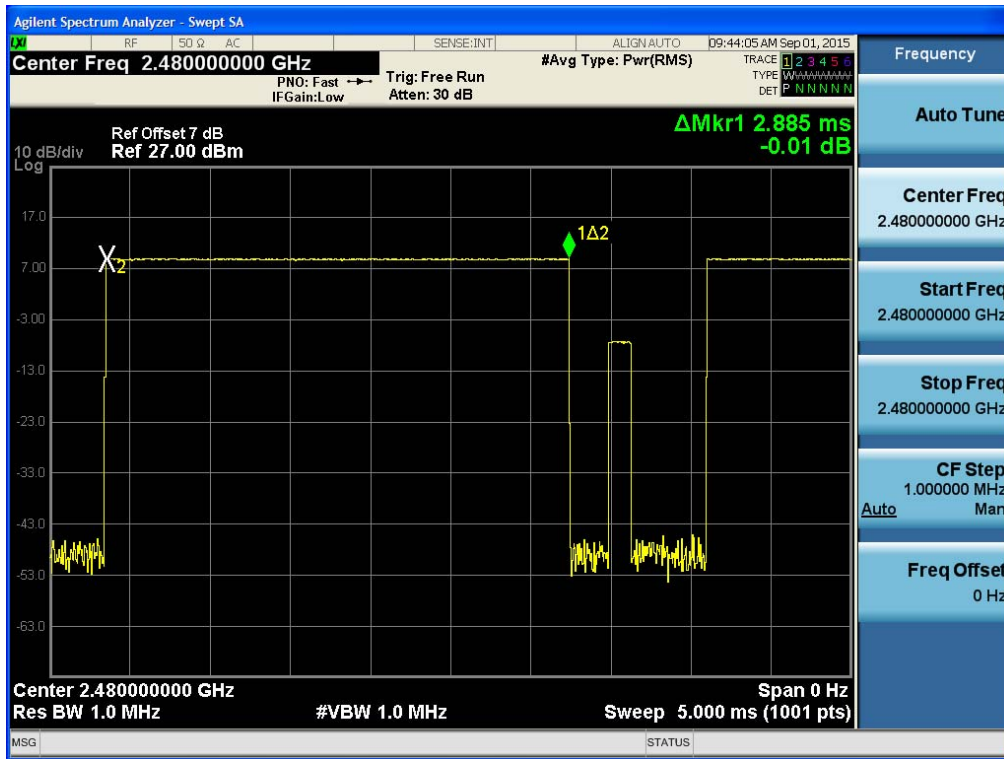 Agilent Spectrum Analyzer - Swept SA
LXI RF 50 Ω AC SENSE:INT ALIGNAUTO 09:44:05 AM Sep 01, 2015
Center Freq 2.480000000 GHz
#Avg Type: Pwr(RMS)
TRACE 1 2 3 4 5 6
PNO: Fast
Trig: Free Run
TYPE W
IFGain:Low
Atten: 30 dB
DET P N N N N N
ΔMkr1 2.885 ms
-0.01 dB
Ref Offset 7 dB
10 dB/div Ref 27.00 dBm
Log
17.0
1Δ2
7.00
X2
-3.00
-13.0
-23.0
-33.0
-43.0
-53.0
-63.0
Center 2.480000000 GHz Span 0 Hz
Res BW 1.0 MHz #VBW 1.0 MHz Sweep 5.000 ms (1001 pts)
MSG STATUS
Frequency
Auto Tune
Center Freq
2.480000000 GHz
Start Freq
2.480000000 GHz
Stop Freq
2.480000000 GHz
CF Step
1.000000 MHz
Auto Man
Freq Offset
0 Hz